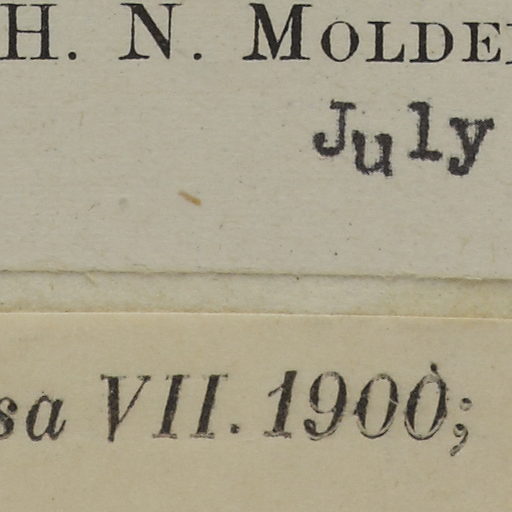 H. N. MOLDE
July
sa VII. 1900;